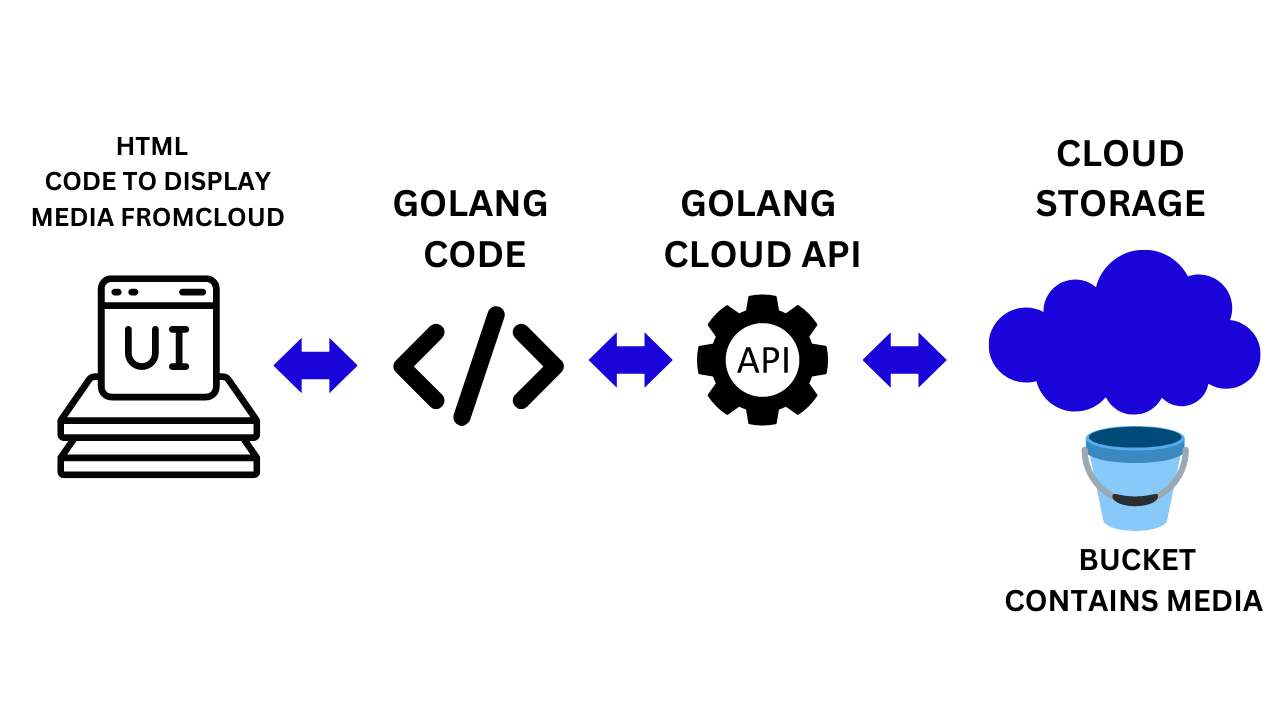 HTML
CODE TO DISPLAY
MEDIA FROMCLOUD
UI
GOLANG
CODE
</>
GOLANG
CLOUD API
API
CLOUD
STORAGE
BUCKET
CONTAINS MEDIA